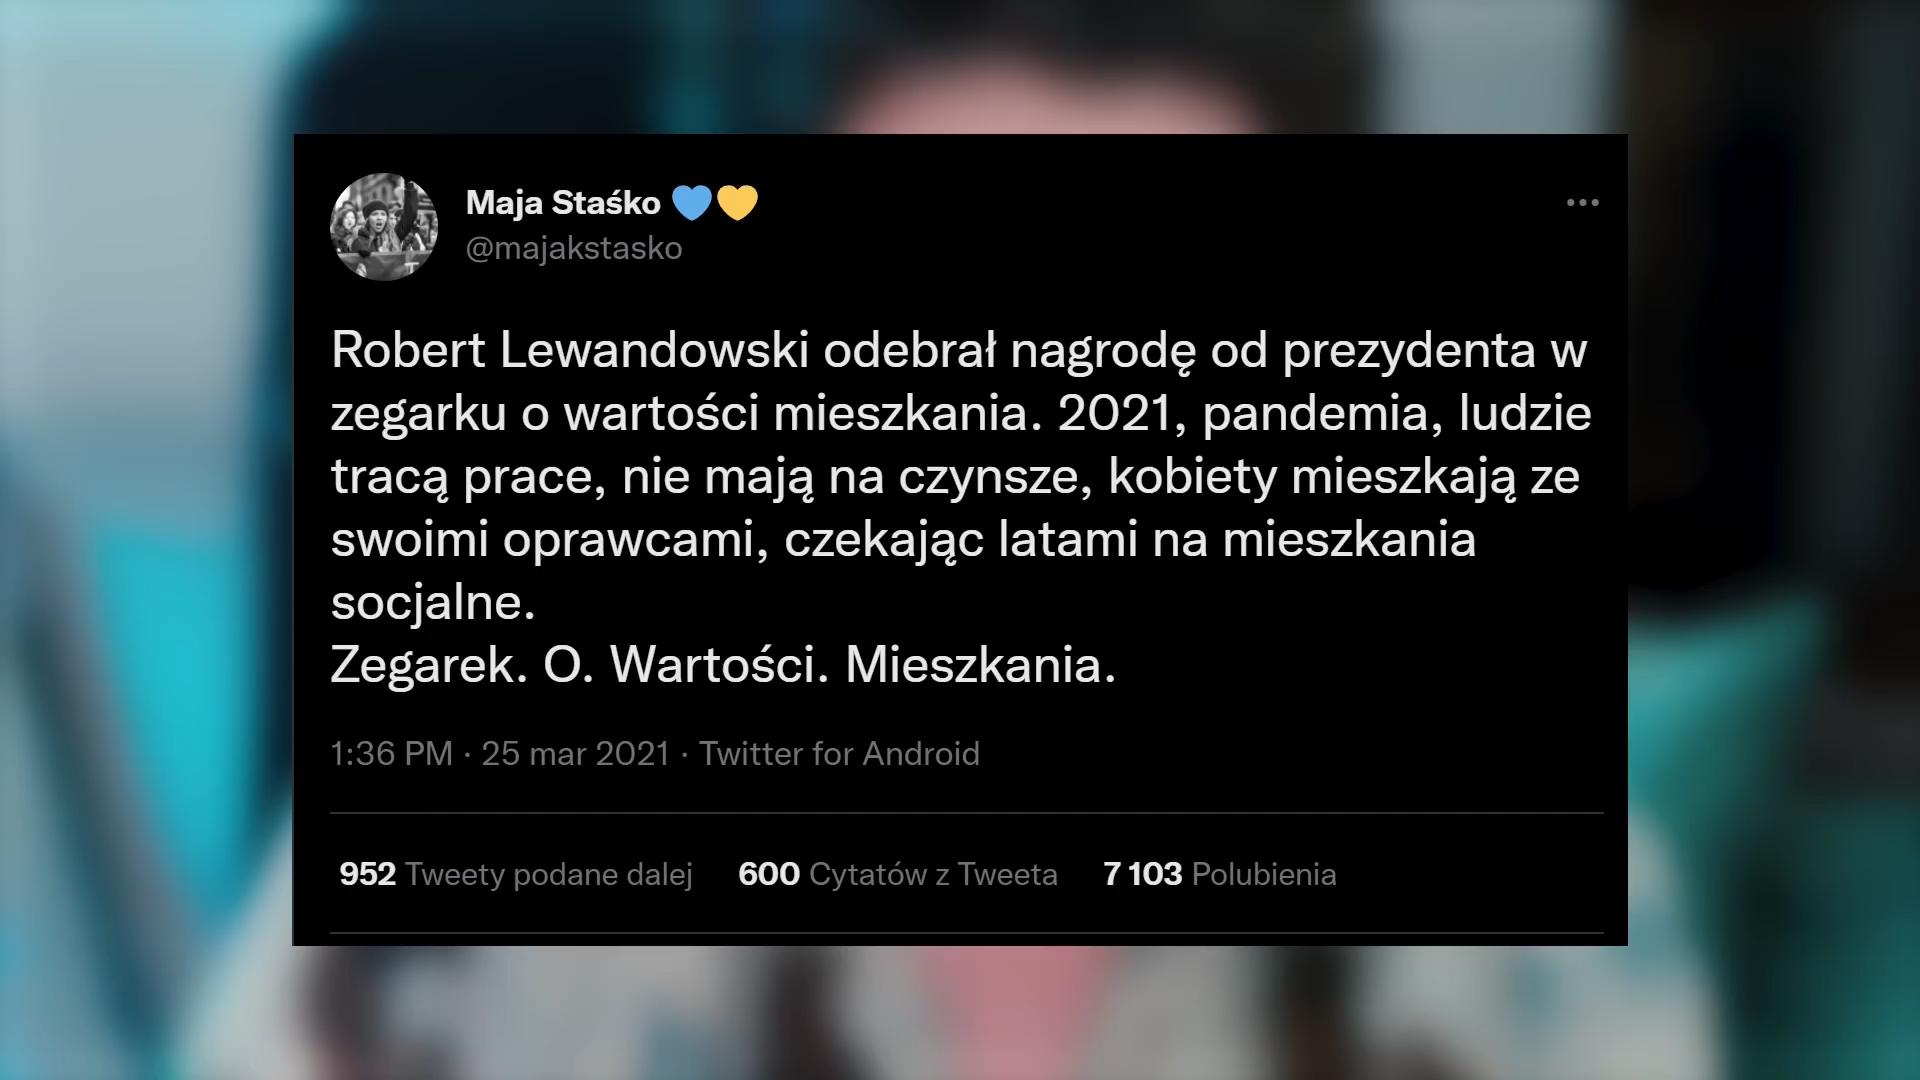 Maja Staśko 💙💛
@majakstasko
Robert Lewandowski odebrał nagrodę od prezydenta w
zegarku o wartości mieszkania. 2021, pandemia, ludzie
tracą prace, nie mają na czynsze, kobiety mieszkają ze
swoimi oprawcami, czekając latami na mieszkania
socjalne.
Zegarek. O. Wartości. Mieszkania.
1:36 PM · 25 mar 2021 · Twitter for Android
952 Tweety podane dalej 600 Cytatów z Tweeta 7 103 Polubienia